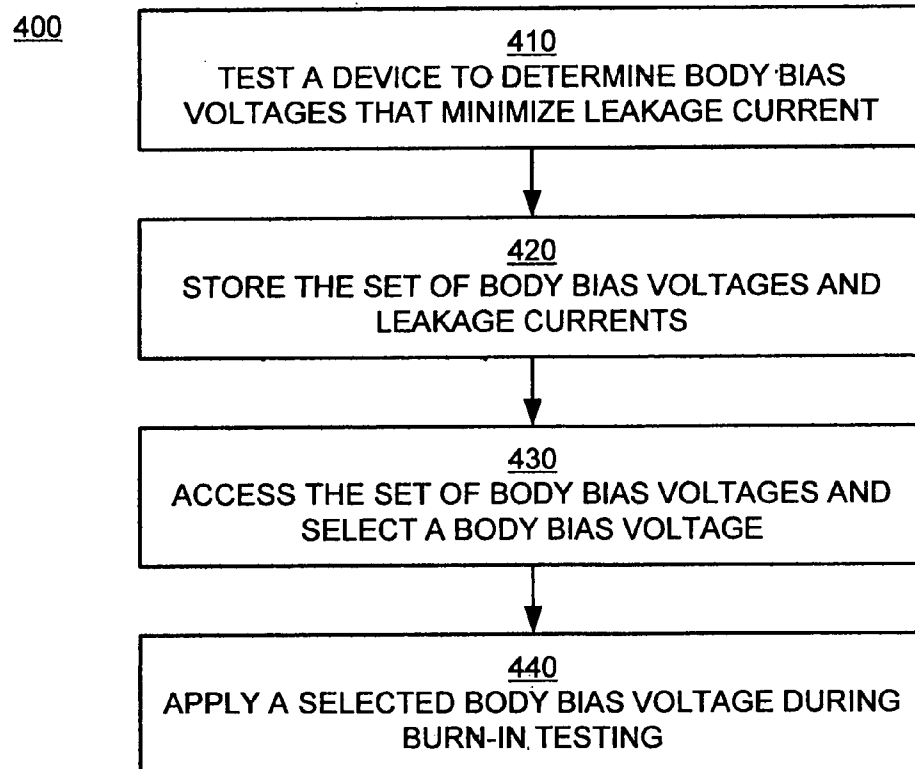 400
410
TEST A DEVICE TO DETERMINE BODY BIAS
VOLTAGES THAT MINIMIZE LEAKAGE CURRENT
420
STORE THE SET OF BODY BIAS VOLTAGES AND
LEAKAGE CURRENTS
430
ACCESS THE SET OF BODY BIAS VOLTAGES AND
SELECT A BODY BIAS VOLTAGE
440
APPLY A SELECTED BODY BIAS VOLTAGE DURING
BURN-IN TESTING